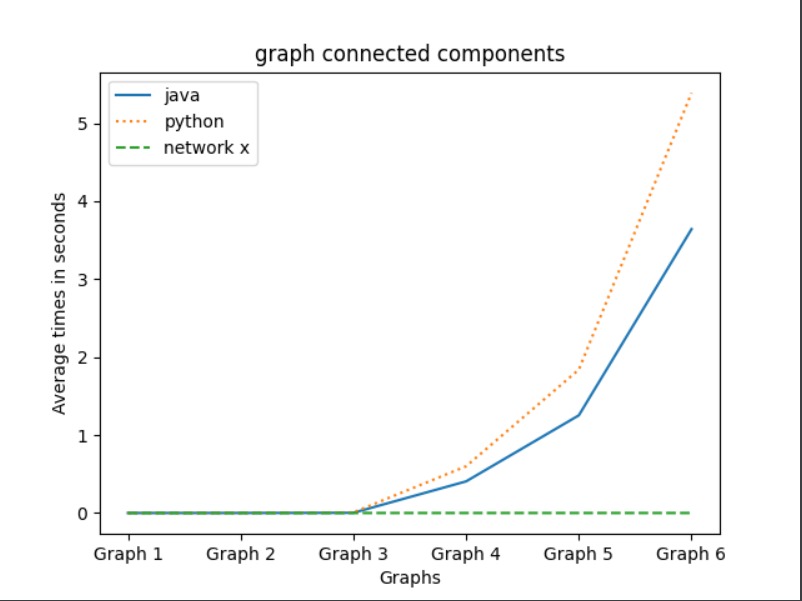 graph connected components
java
python
network x
5
4
3
2
1
0
Average times in seconds
Graph 1 Graph 2 Graph 3 Graph 4 Graph 5 Graph 6
Graphs